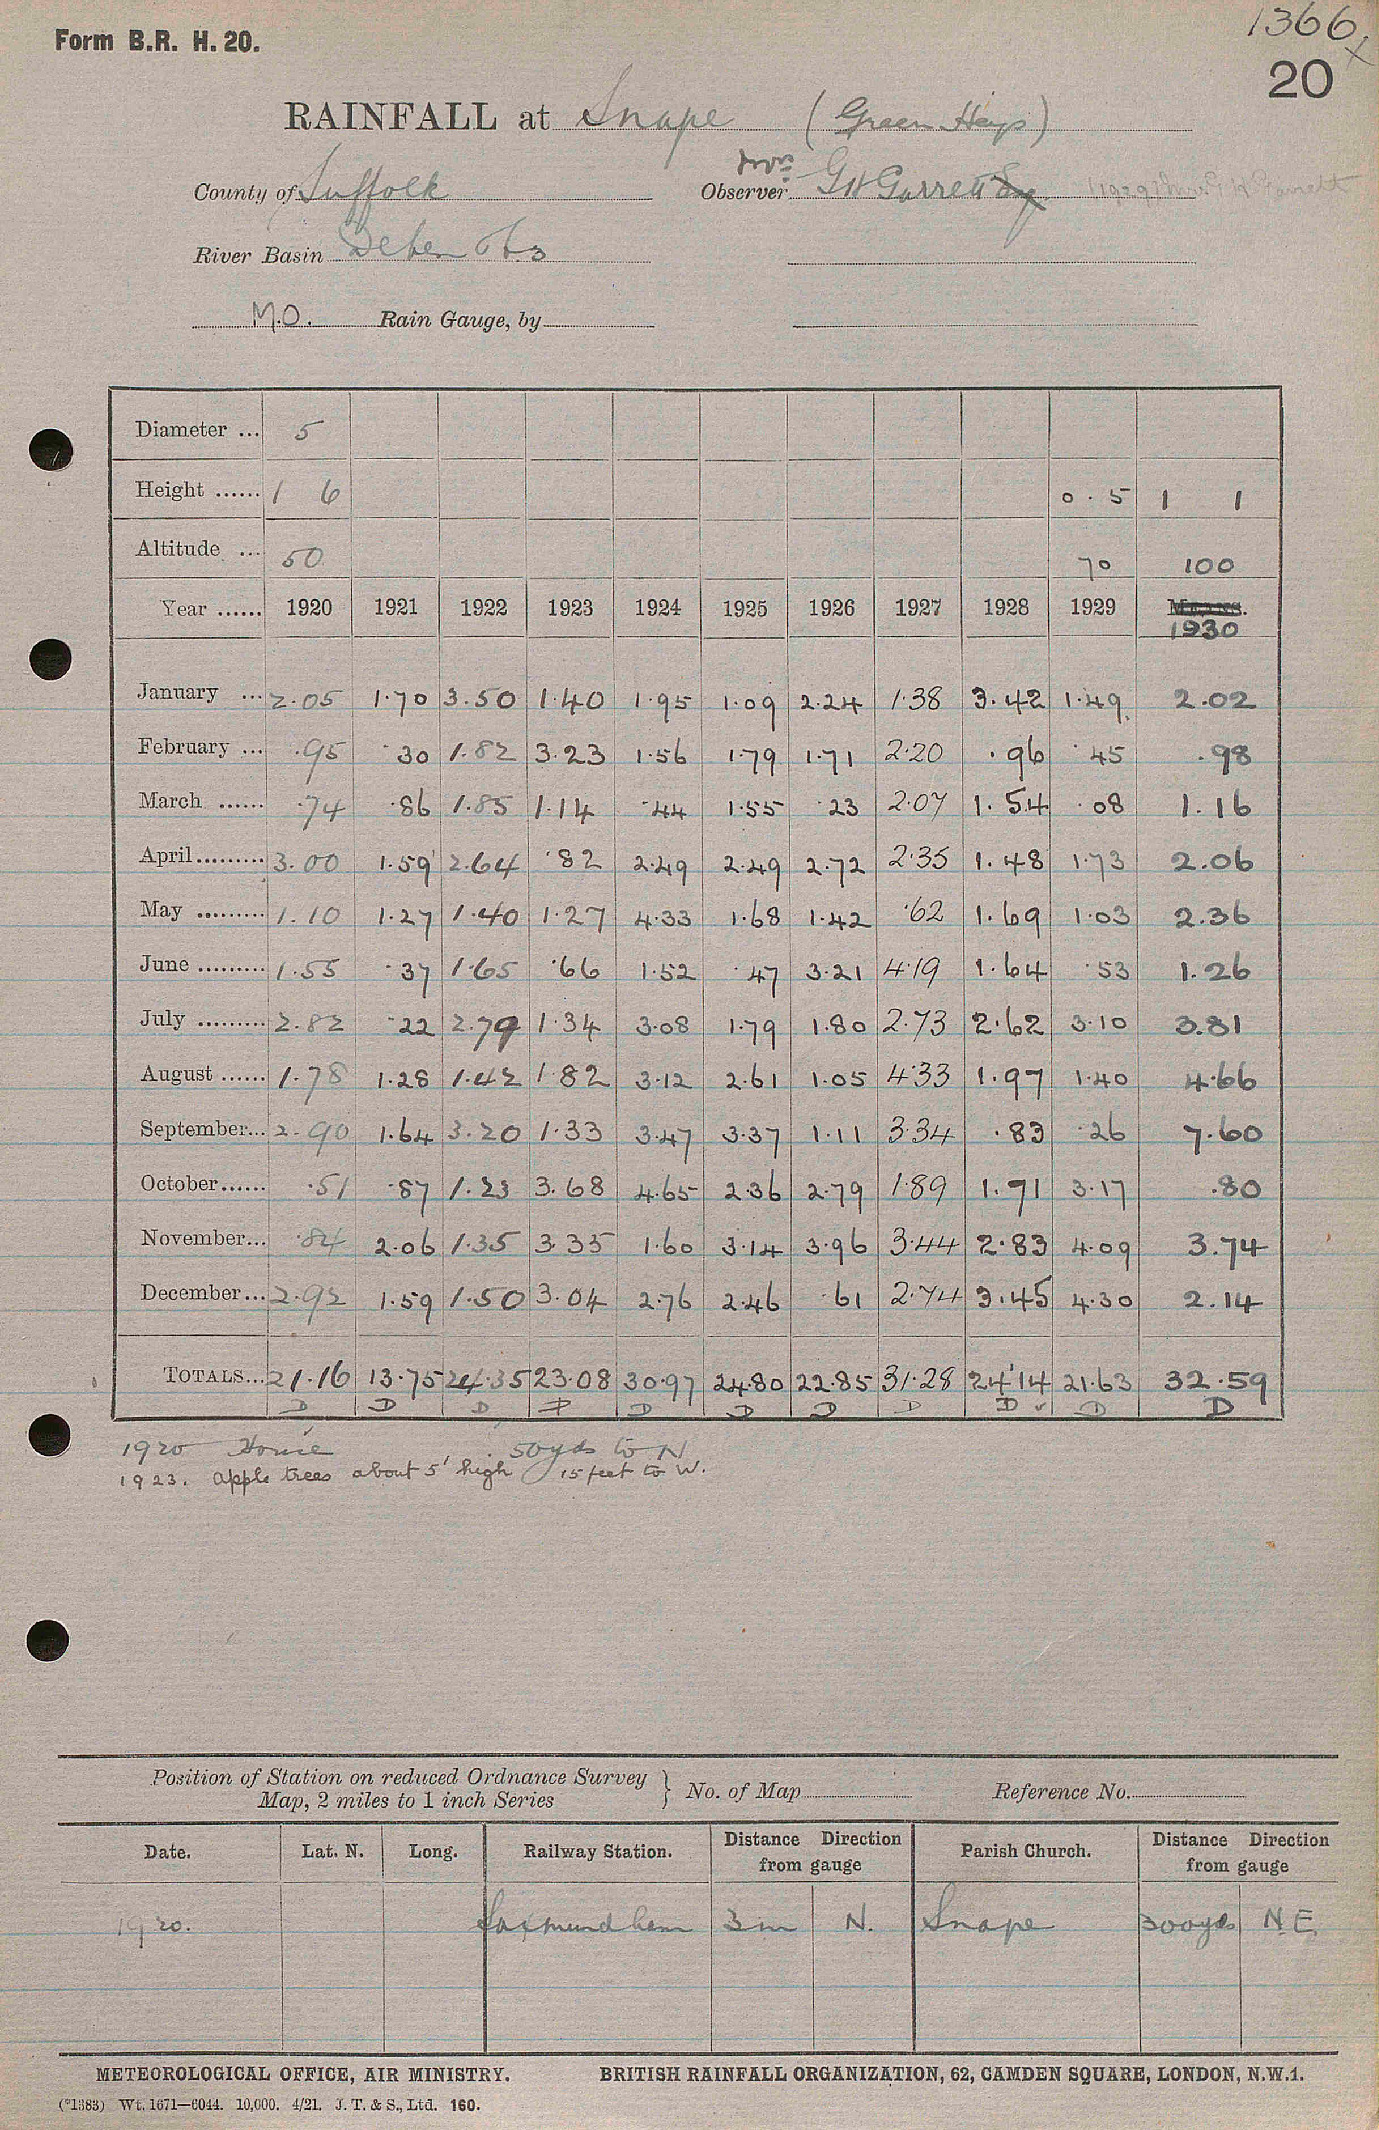 Form B.R. H. 20.
1366
20
RAINFALL at Snape (Green Heys)
County of Suffolk Observer Mrs G H Garrett Esq
River Basin Deben
M.O. Rain Gauge, by
Diameter ... 5
Height ...... 1 6 0.5 1 1
Altitude ... 50 70 100
Year ...... 1920 1921 1922 1923 1924 1925 1926 1927 1928 1929 MEANS. 1930
January ... 2.05 1.70 3.50 1.40 1.95 1.09 2.24 1.38 3.42 1.49 2.02
February ... .95 .30 1.82 3.23 1.56 1.79 1.71 2.20 .96 .45 .98
March ...... .74 .86 1.85 1.14 .44 1.55 .23 2.07 1.54 .08 1.16
April......... 3.00 1.59 2.64 .82 2.49 2.49 2.72 2.35 1.48 1.73 2.06
May ......... 1.10 1.27 1.40 1.27 4.33 1.68 1.42 .62 1.69 1.03 2.36
June ......... 1.55 .37 1.65 .66 1.52 .47 3.21 4.19 1.64 .53 1.26
July ......... 2.82 .22 2.79 1.34 3.08 1.79 1.80 2.73 2.62 3.10 3.81
August ...... 1.78 1.28 1.42 1.82 3.12 2.61 1.05 4.33 1.97 1.40 4.66
September... 2.90 1.64 3.20 1.33 3.47 3.37 1.11 3.34 .83 .26 7.60
October...... .51 .87 1.23 3.68 4.65 2.36 2.79 1.89 1.71 3.17 .80
November... .84 2.06 1.35 3.35 1.60 3.14 3.96 3.44 2.83 4.09 3.74
December... 2.92 1.59 1.50 3.04 2.76 2.46 .61 2.74 3.45 4.30 2.14
TOTALS... 21.16 13.75 24.35 23.08 30.97 24.80 22.85 31.28 24.14 21.63 32.59
D D D D D D D D D D D
1920 House 50yds to N
1923. apple trees about 5' high 15 feet to W.
Position of Station on reduced Ordnance Survey
Map, 2 miles to 1 inch Series } No. of Map Reference No.
Date. Lat. N. Long. Railway Station. Distance Direction from gauge Parish Church. Distance Direction from gauge
1920. Saxmundham 3m N. Snape 300yds NE
METEOROLOGICAL OFFICE, AIR MINISTRY. BRITISH RAINFALL ORGANIZATION, 62, CAMDEN SQUARE, LONDON, N.W.1.
(*1383) Wt. 1671—6044. 10,000. 4/21. J. T. & S., Ltd. 160.